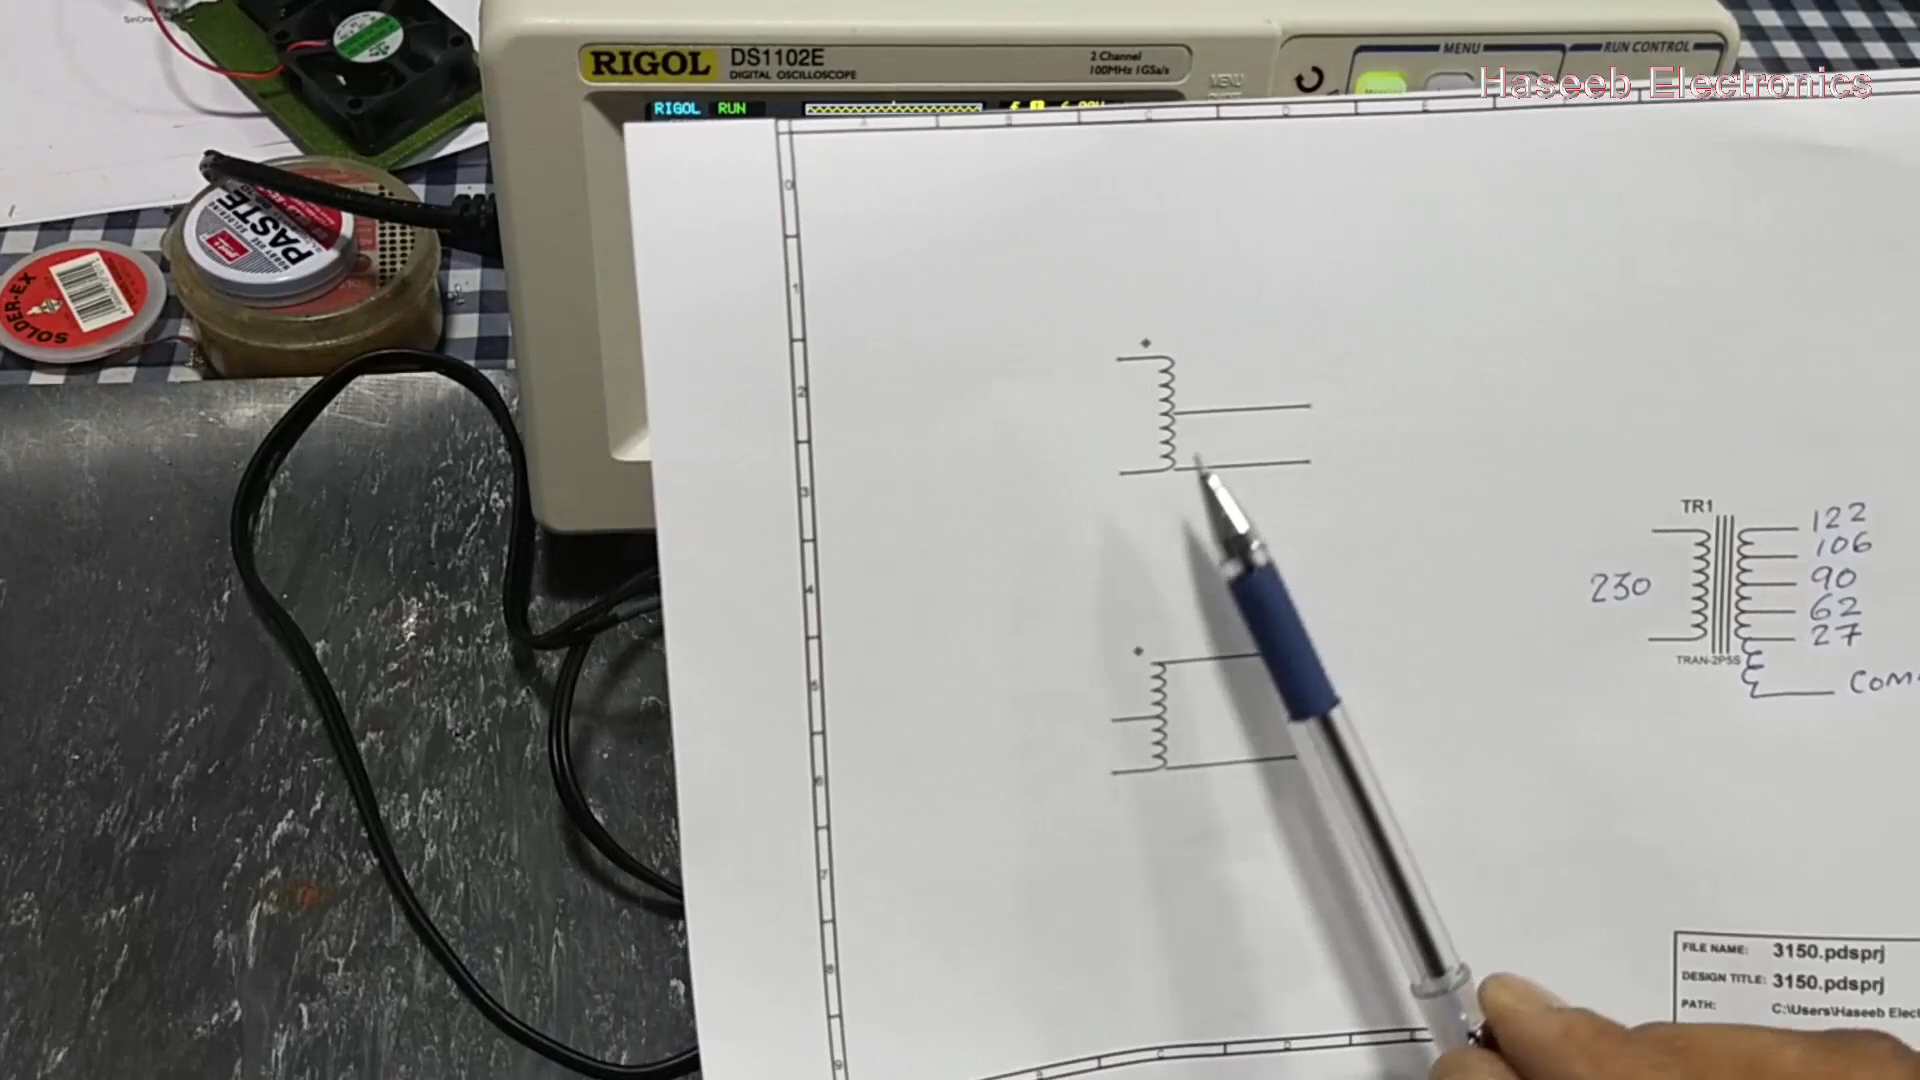 RIGOL DS1102E
DIGITAL OSCILLOSCOPE
2 Channel
100MHz 1GSa/s
MENU
RUN CONTROL
Haseeb Electronics
RIGOL RUN
PASTE
SOLDER-EX
TR1
230
122
106
90
62
27
TRAN-2P5S
COM
FILE NAME: 3150.pdsprj
DESIGN TITLE: 3150.pdsprj
PATH: C:\Users\Haseeb Elect